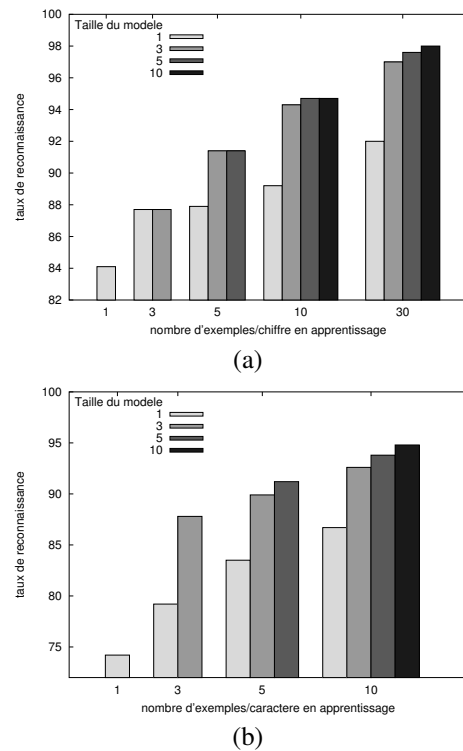 100
98
96
94
92
90
88
86
84
82
taux de reconnaissance
Taille du modele
1
3
5
10
1 3 5 10 30
nombre d'exemples/chiffre en apprentissage
(a)
100
95
90
85
80
75
taux de reconnaissance
Taille du modele
1
3
5
10
1 3 5 10
nombre d'exemples/caractere en apprentissage
(b)